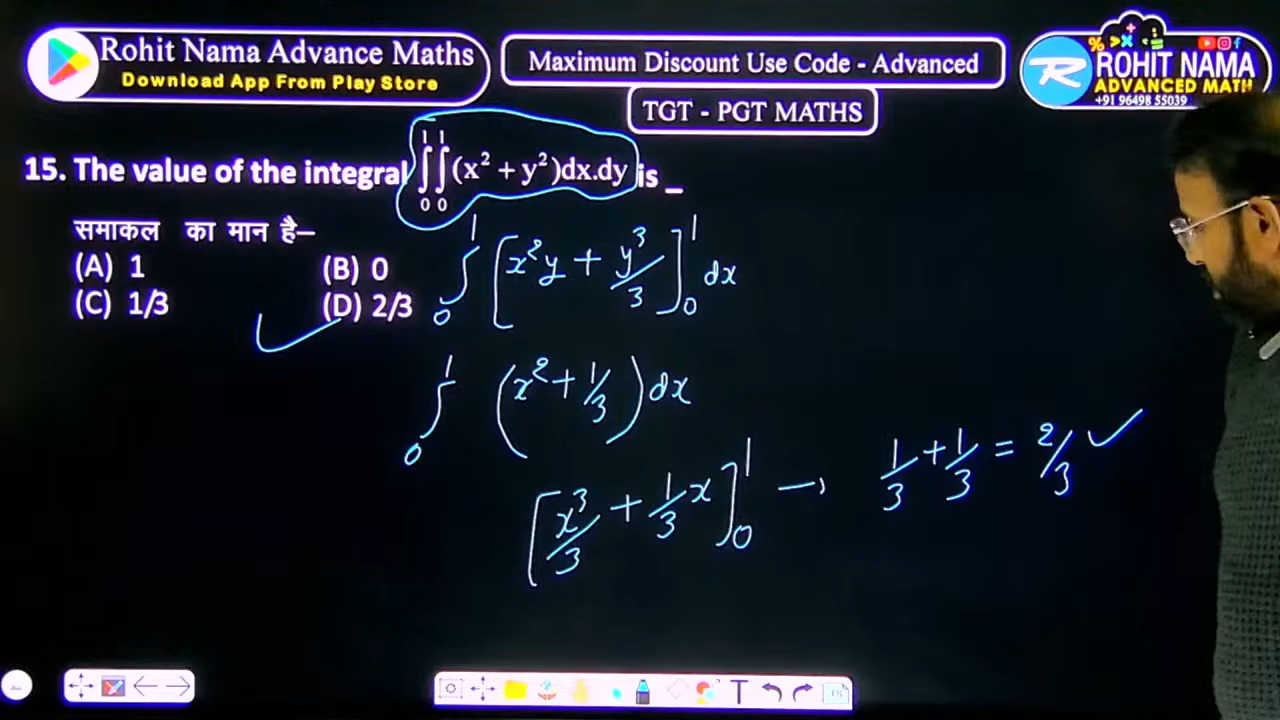 Rohit Nama Advance Maths
Download App From Play Store
Maximum Discount Use Code - Advanced
TGT - PGT MATHS
ROHIT NAMA
ADVANCED MATH
+91 96498 55039
15. The value of the integral ∫₀¹∫₀¹(x² + y²)dx.dy is _
समाकल का मान है–
(A) 1
(B) 0
(C) 1/3
(D) 2/3
∫₀¹ [x²y + y³/3]₀¹ dx
∫₀¹ (x² + 1/3) dx
[x³/3 + 1/3 x]₀¹ → 1/3 + 1/3 = 2/3 ✓
T
18